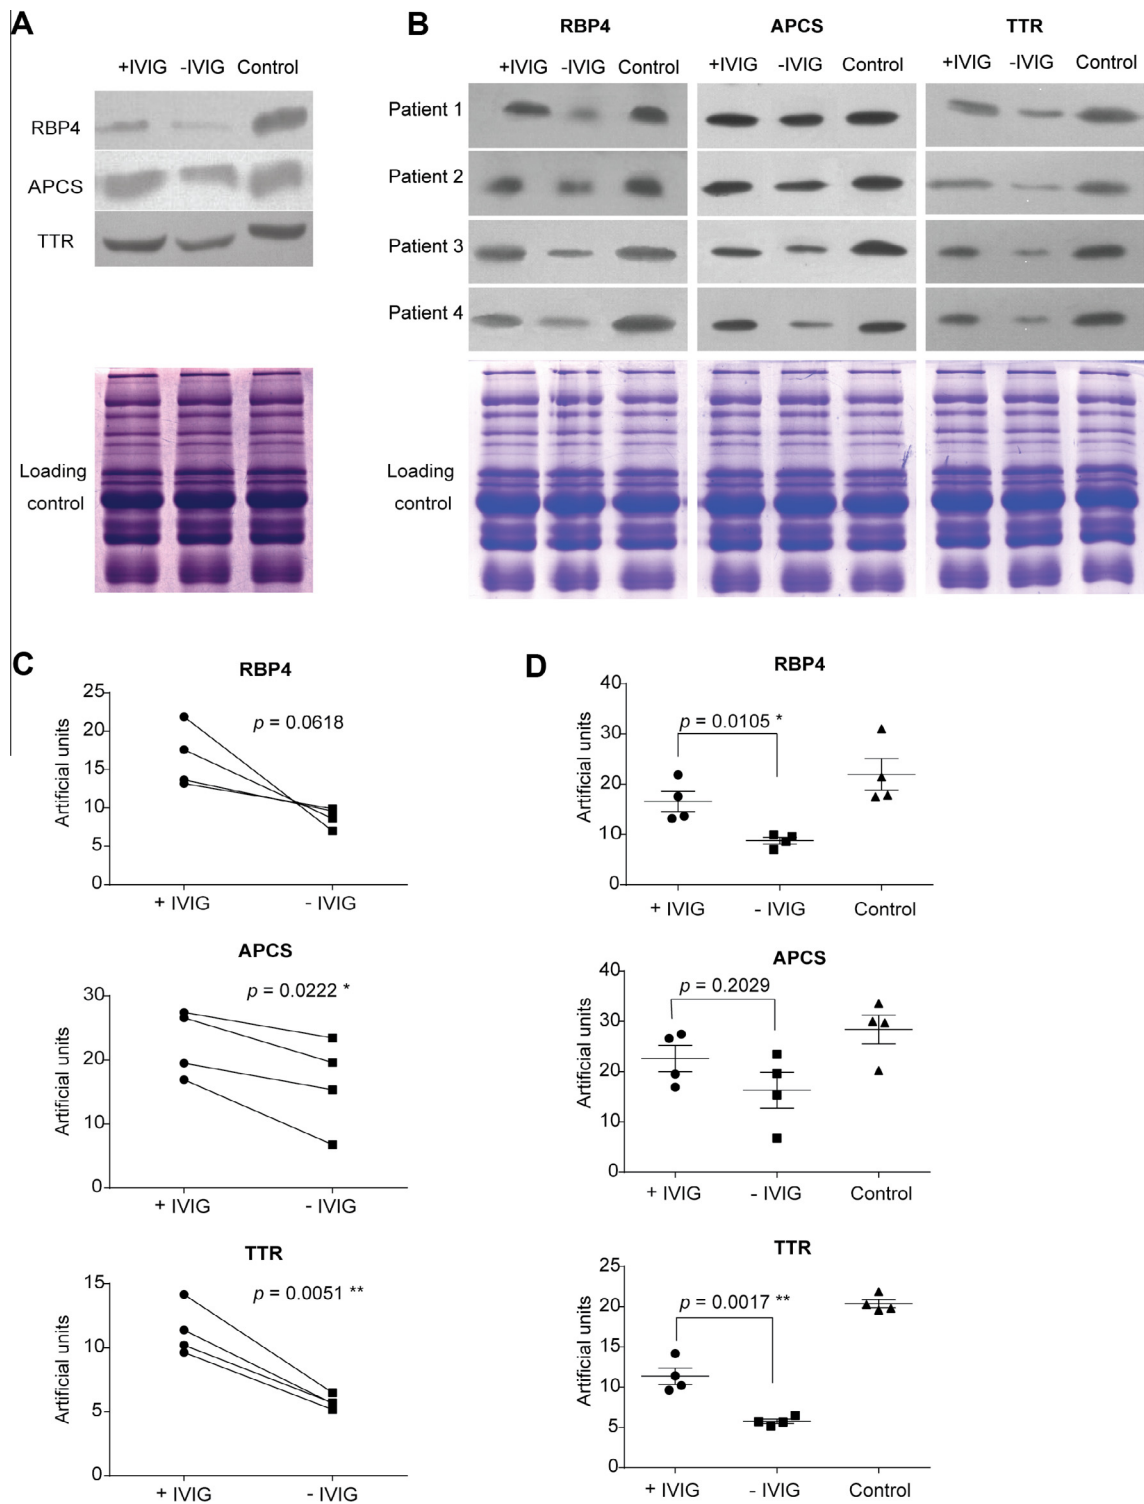 A
+IVIG -IVIG Control
RBP4
APCS
TTR
Loading
control
B
RBP4 APCS TTR
+IVIG -IVIG Control +IVIG -IVIG Control +IVIG -IVIG Control
Patient 1
Patient 2
Patient 3
Patient 4
Loading
control
C
RBP4
Artificial units
25
20
15
10
5
0
p = 0.0618
+ IVIG - IVIG
APCS
Artificial units
30
20
10
0
p = 0.0222 *
+ IVIG - IVIG
TTR
Artificial units
15
10
5
0
p = 0.0051 **
+ IVIG - IVIG
D
RBP4
Artificial units
40
30
20
10
0
p = 0.0105 *
+ IVIG - IVIG Control
APCS
Artificial units
40
30
20
10
0
p = 0.2029
+ IVIG - IVIG Control
TTR
Artificial units
25
20
15
10
5
0
p = 0.0017 **
+ IVIG - IVIG Control